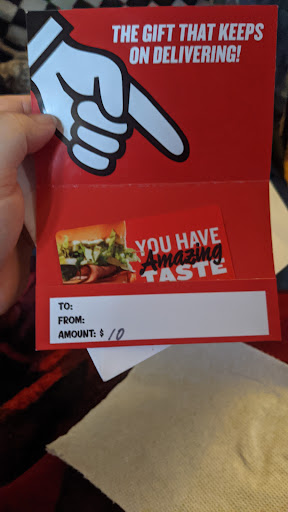 THE GIFT THAT KEEPS
ON DELIVERING!
YOU HAVE
Amazing
TASTE
TO:
FROM:
AMOUNT: $ 10